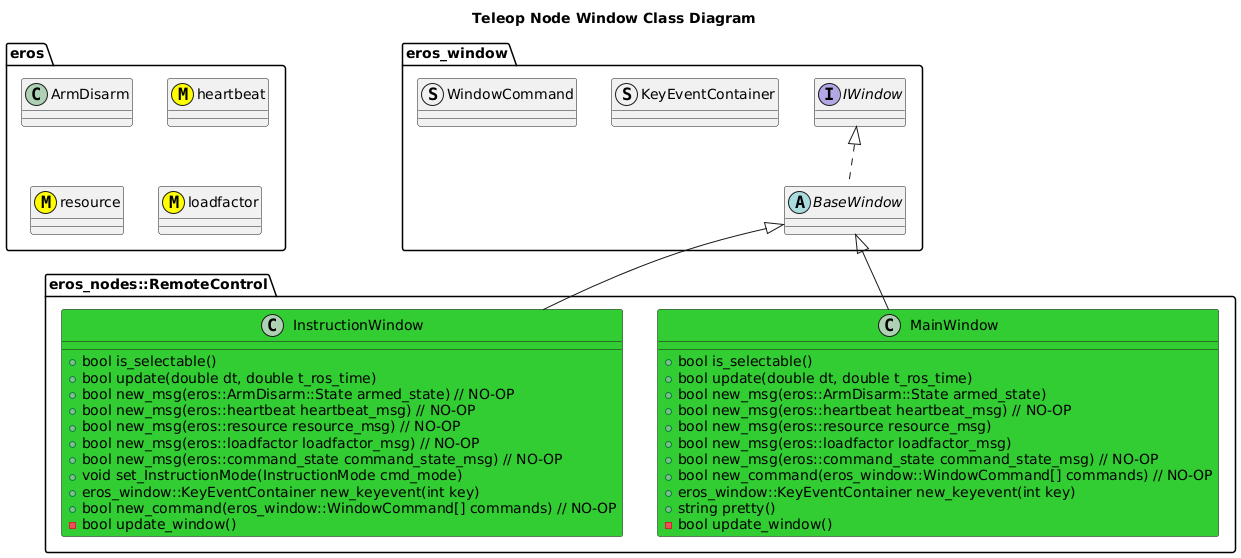 Teleop Node Window Class Diagram
eros
C ArmDisarm
M heartbeat
M resource
M loadfactor
eros_window
S WindowCommand
S KeyEventContainer
I IWindow
A BaseWindow
eros_nodes::RemoteControl
C InstructionWindow
bool is_selectable()
bool update(double dt, double t_ros_time)
bool new_msg(eros::ArmDisarm::State armed_state) // NO-OP
bool new_msg(eros::heartbeat heartbeat_msg) // NO-OP
bool new_msg(eros::resource resource_msg) // NO-OP
bool new_msg(eros::loadfactor loadfactor_msg) // NO-OP
bool new_msg(eros::command_state command_state_msg) // NO-OP
void set_InstructionMode(InstructionMode cmd_mode)
eros_window::KeyEventContainer new_keyevent(int key)
bool new_command(eros_window::WindowCommand[] commands) // NO-OP
bool update_window()
C MainWindow
bool is_selectable()
bool update(double dt, double t_ros_time)
bool new_msg(eros::ArmDisarm::State armed_state)
bool new_msg(eros::heartbeat heartbeat_msg) // NO-OP
bool new_msg(eros::resource resource_msg)
bool new_msg(eros::loadfactor loadfactor_msg)
bool new_msg(eros::command_state command_state_msg) // NO-OP
bool new_command(eros_window::WindowCommand[] commands) // NO-OP
eros_window::KeyEventContainer new_keyevent(int key)
string pretty()
bool update_window()